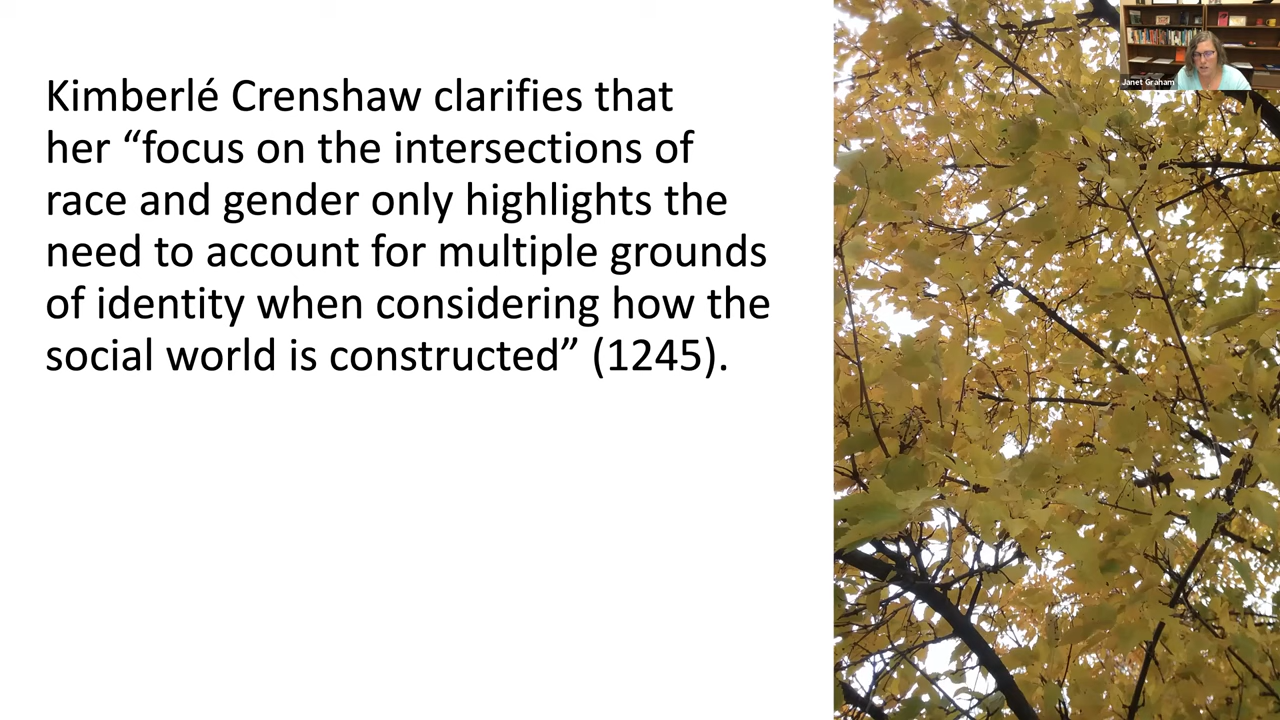 Kimberlé Crenshaw clarifies that
her “focus on the intersections of
race and gender only highlights the
need to account for multiple grounds
of identity when considering how the
social world is constructed” (1245).
Janet Graham